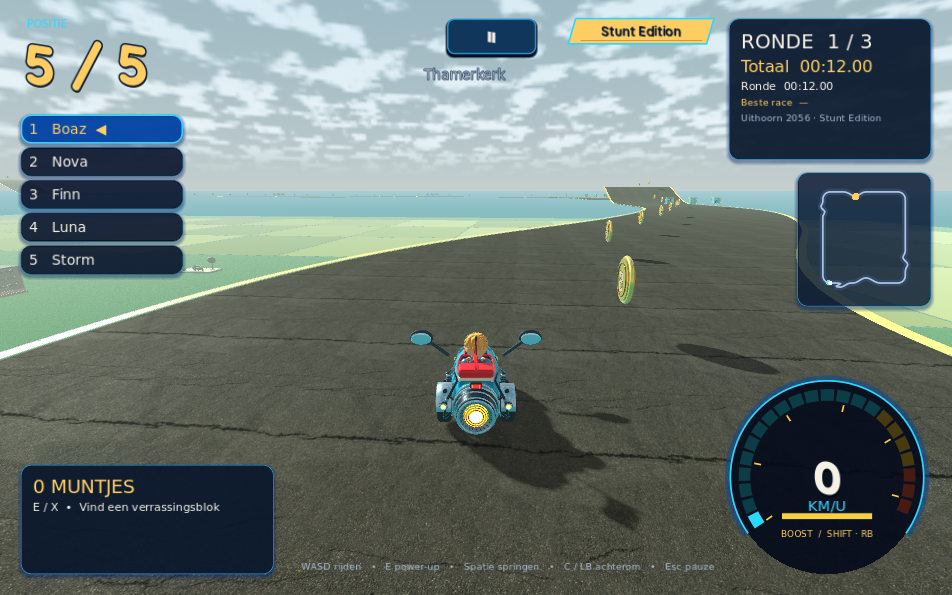 POSITIE
5 / 5
1 Boaz ◀
2 Nova
3 Finn
4 Luna
5 Storm
Thamerkerk
Stunt Edition
RONDE 1 / 3
Totaal 00:12.00
Ronde 00:12.00
Beste race —
Uithoorn 2056 · Stunt Edition
0 MUNTJES
E / X • Vind een verrassingsblok
0
KM/U
BOOST / SHIFT · RB
WASD rijden • E power-up • Spatie springen • C / LB achterom • Esc pauze